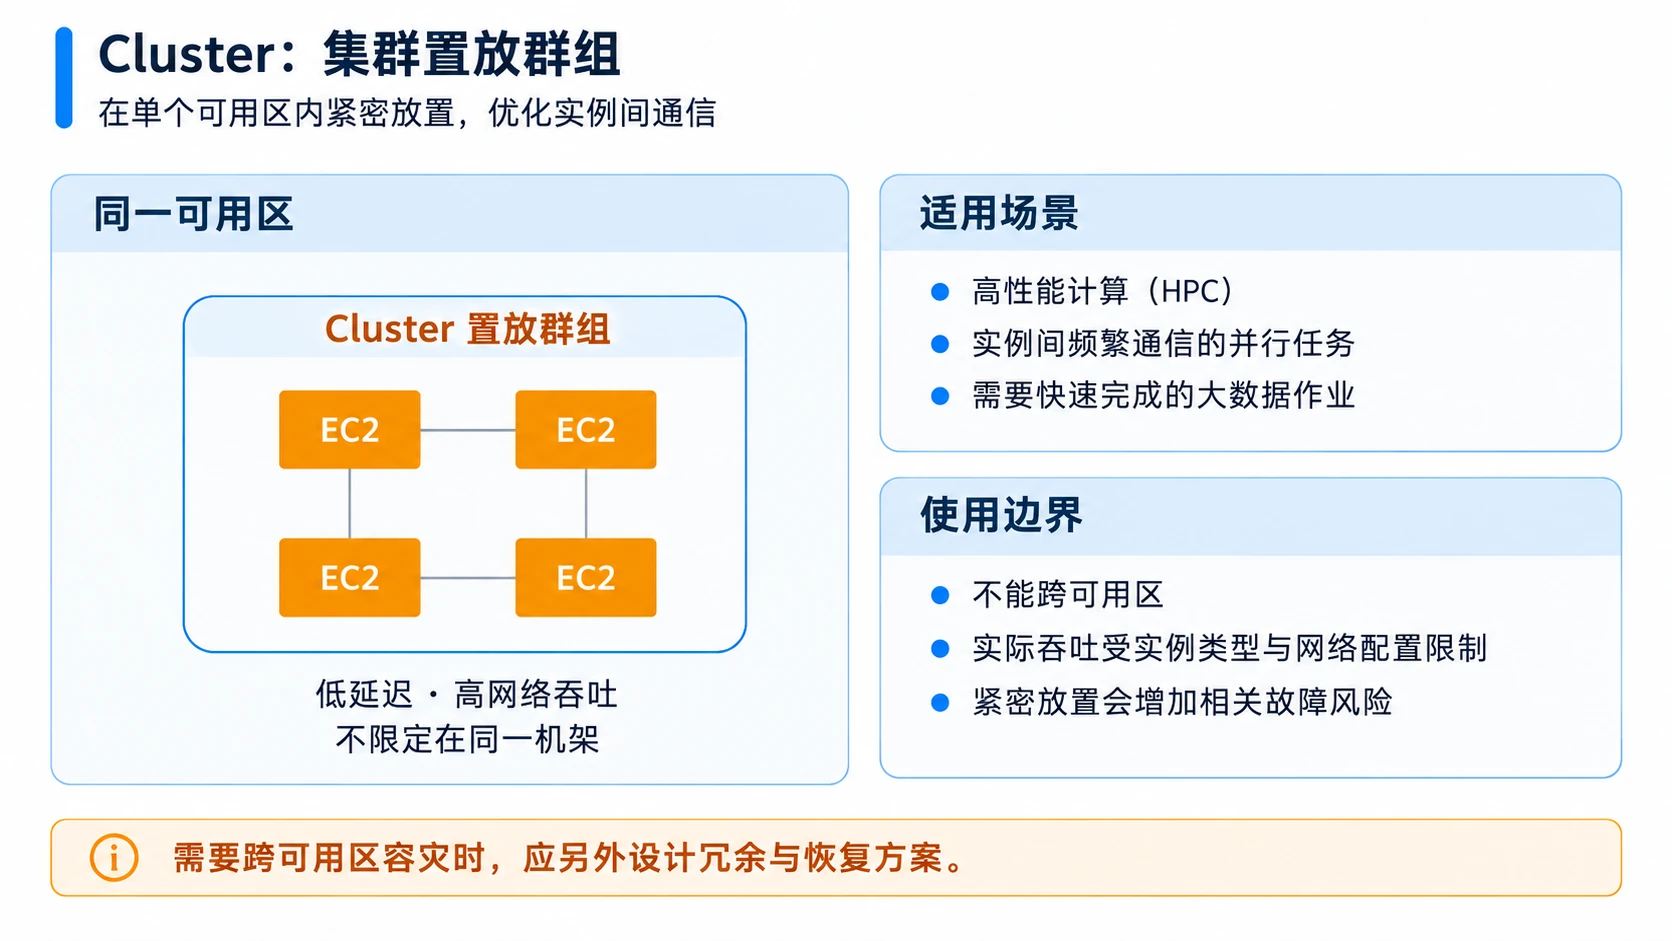 Cluster：集群置放群组
在单个可用区内紧密放置，优化实例间通信
同一可用区
Cluster 置放群组
EC2
EC2
EC2
EC2
低延迟 · 高网络吞吐
不限定在同一机架
适用场景
高性能计算（HPC）
实例间频繁通信的并行任务
需要快速完成的大数据作业
使用边界
不能跨可用区
实际吞吐受实例类型与网络配置限制
紧密放置会增加相关故障风险
需要跨可用区容灾时，应另外设计冗余与恢复方案。